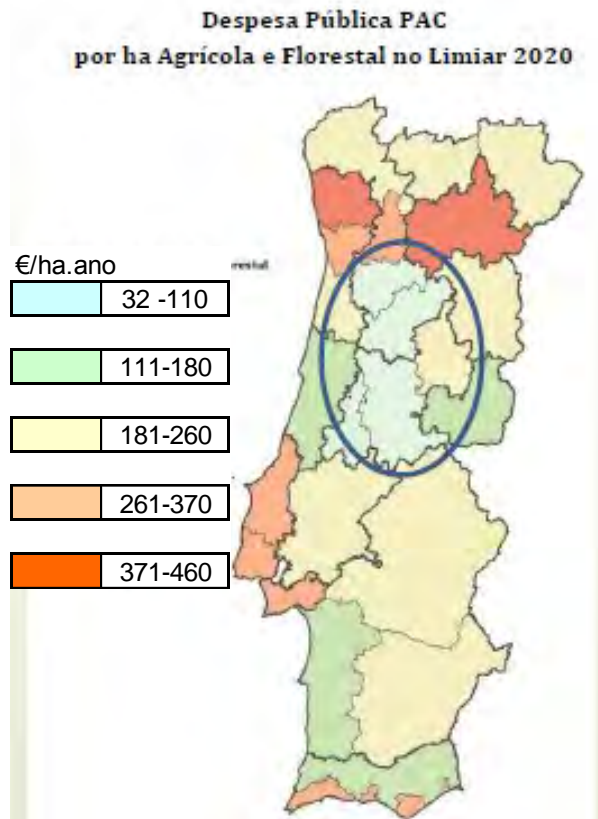 Despesa Pública PAC
por ha Agrícola e Florestal no Limiar 2020
€/ha.ano
restal
32 -110
111-180
181-260
261-370
371-460